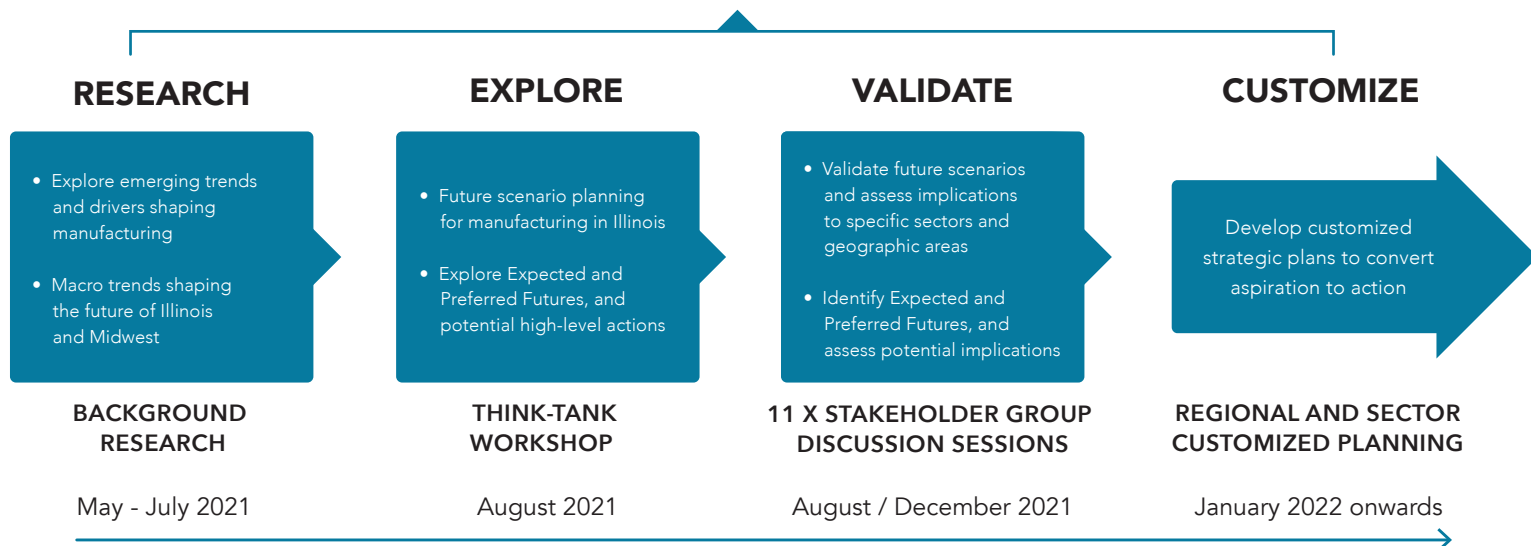 RESEARCH
• Explore emerging trends
and drivers shaping
manufacturing
• Macro trends shaping
the future of Illinois
and Midwest
BACKGROUND
RESEARCH
May - July 2021
EXPLORE
• Future scenario planning
for manufacturing in Illinois
• Explore Expected and
Preferred Futures, and
potential high-level actions
THINK-TANK
WORKSHOP
August 2021
VALIDATE
• Validate future scenarios
and assess implications
to specific sectors and
geographic areas
• Identify Expected and
Preferred Futures, and
assess potential implications
11 X STAKEHOLDER GROUP
DISCUSSION SESSIONS
August / December 2021
CUSTOMIZE
Develop customized
strategic plans to convert
aspiration to action
REGIONAL AND SECTOR
CUSTOMIZED PLANNING
January 2022 onwards